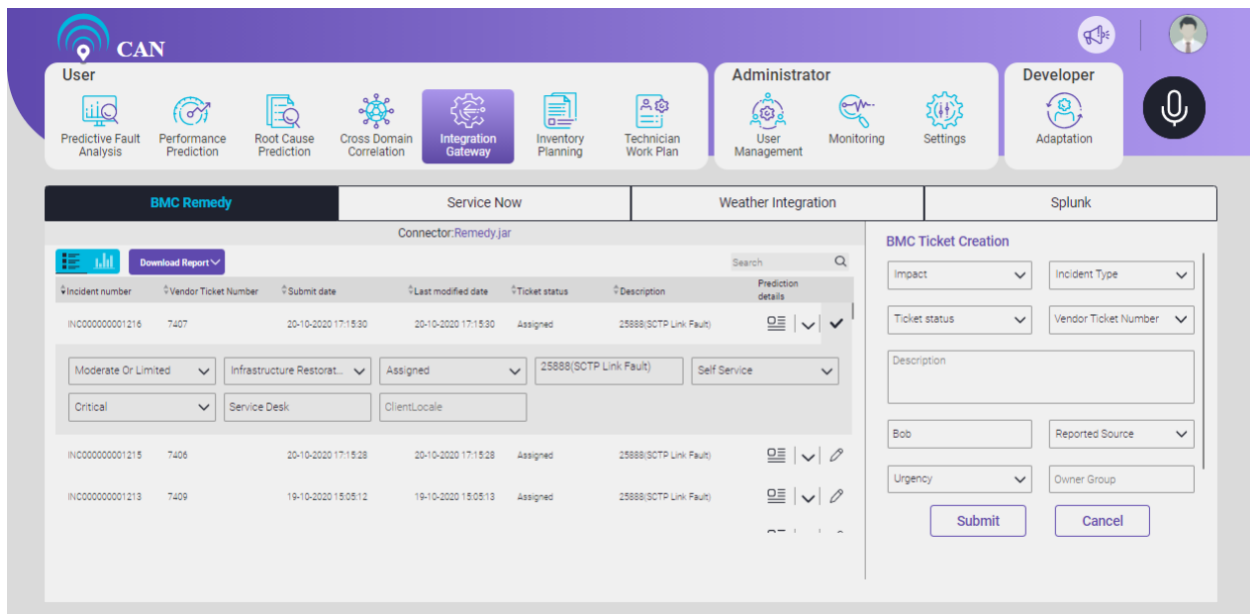 CAN
User
Administrator
Developer
Predictive Fault
Analysis
Performance
Prediction
Root Cause
Prediction
Cross Domain
Correlation
Integration
Gateway
Inventory
Planning
Technician
Work Plan
User
Management
Monitoring
Settings
Adaptation
BMC Remedy
Service Now
Weather Integration
Splunk
Connector:Remedy.jar
Download Report
Search
Incident number Vendor Ticket Number Submit date Last modified date Ticket status Description Prediction
details
INC000000001216 7407 20-10-2020 17:15:30 20-10-2020 17:15:30 Assigned 25888(SCTP Link Fault)
Moderate Or Limited Infrastructure Restorat... Assigned 25888(SCTP Link Fault) Self Service
Critical Service Desk ClientLocale
INC000000001215 7406 20-10-2020 17:15:28 20-10-2020 17:15:28 Assigned 25888(SCTP Link Fault)
INC000000001213 7409 19-10-2020 15:05:12 19-10-2020 15:05:13 Assigned 25888(SCTP Link Fault)
BMC Ticket Creation
Impact Incident Type
Ticket status Vendor Ticket Number
Description
Bob Reported Source
Urgency Owner Group
Submit Cancel